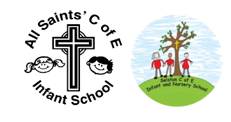 All Saints' C of E
Infant School
Selston C of E
Infant and Nursery School